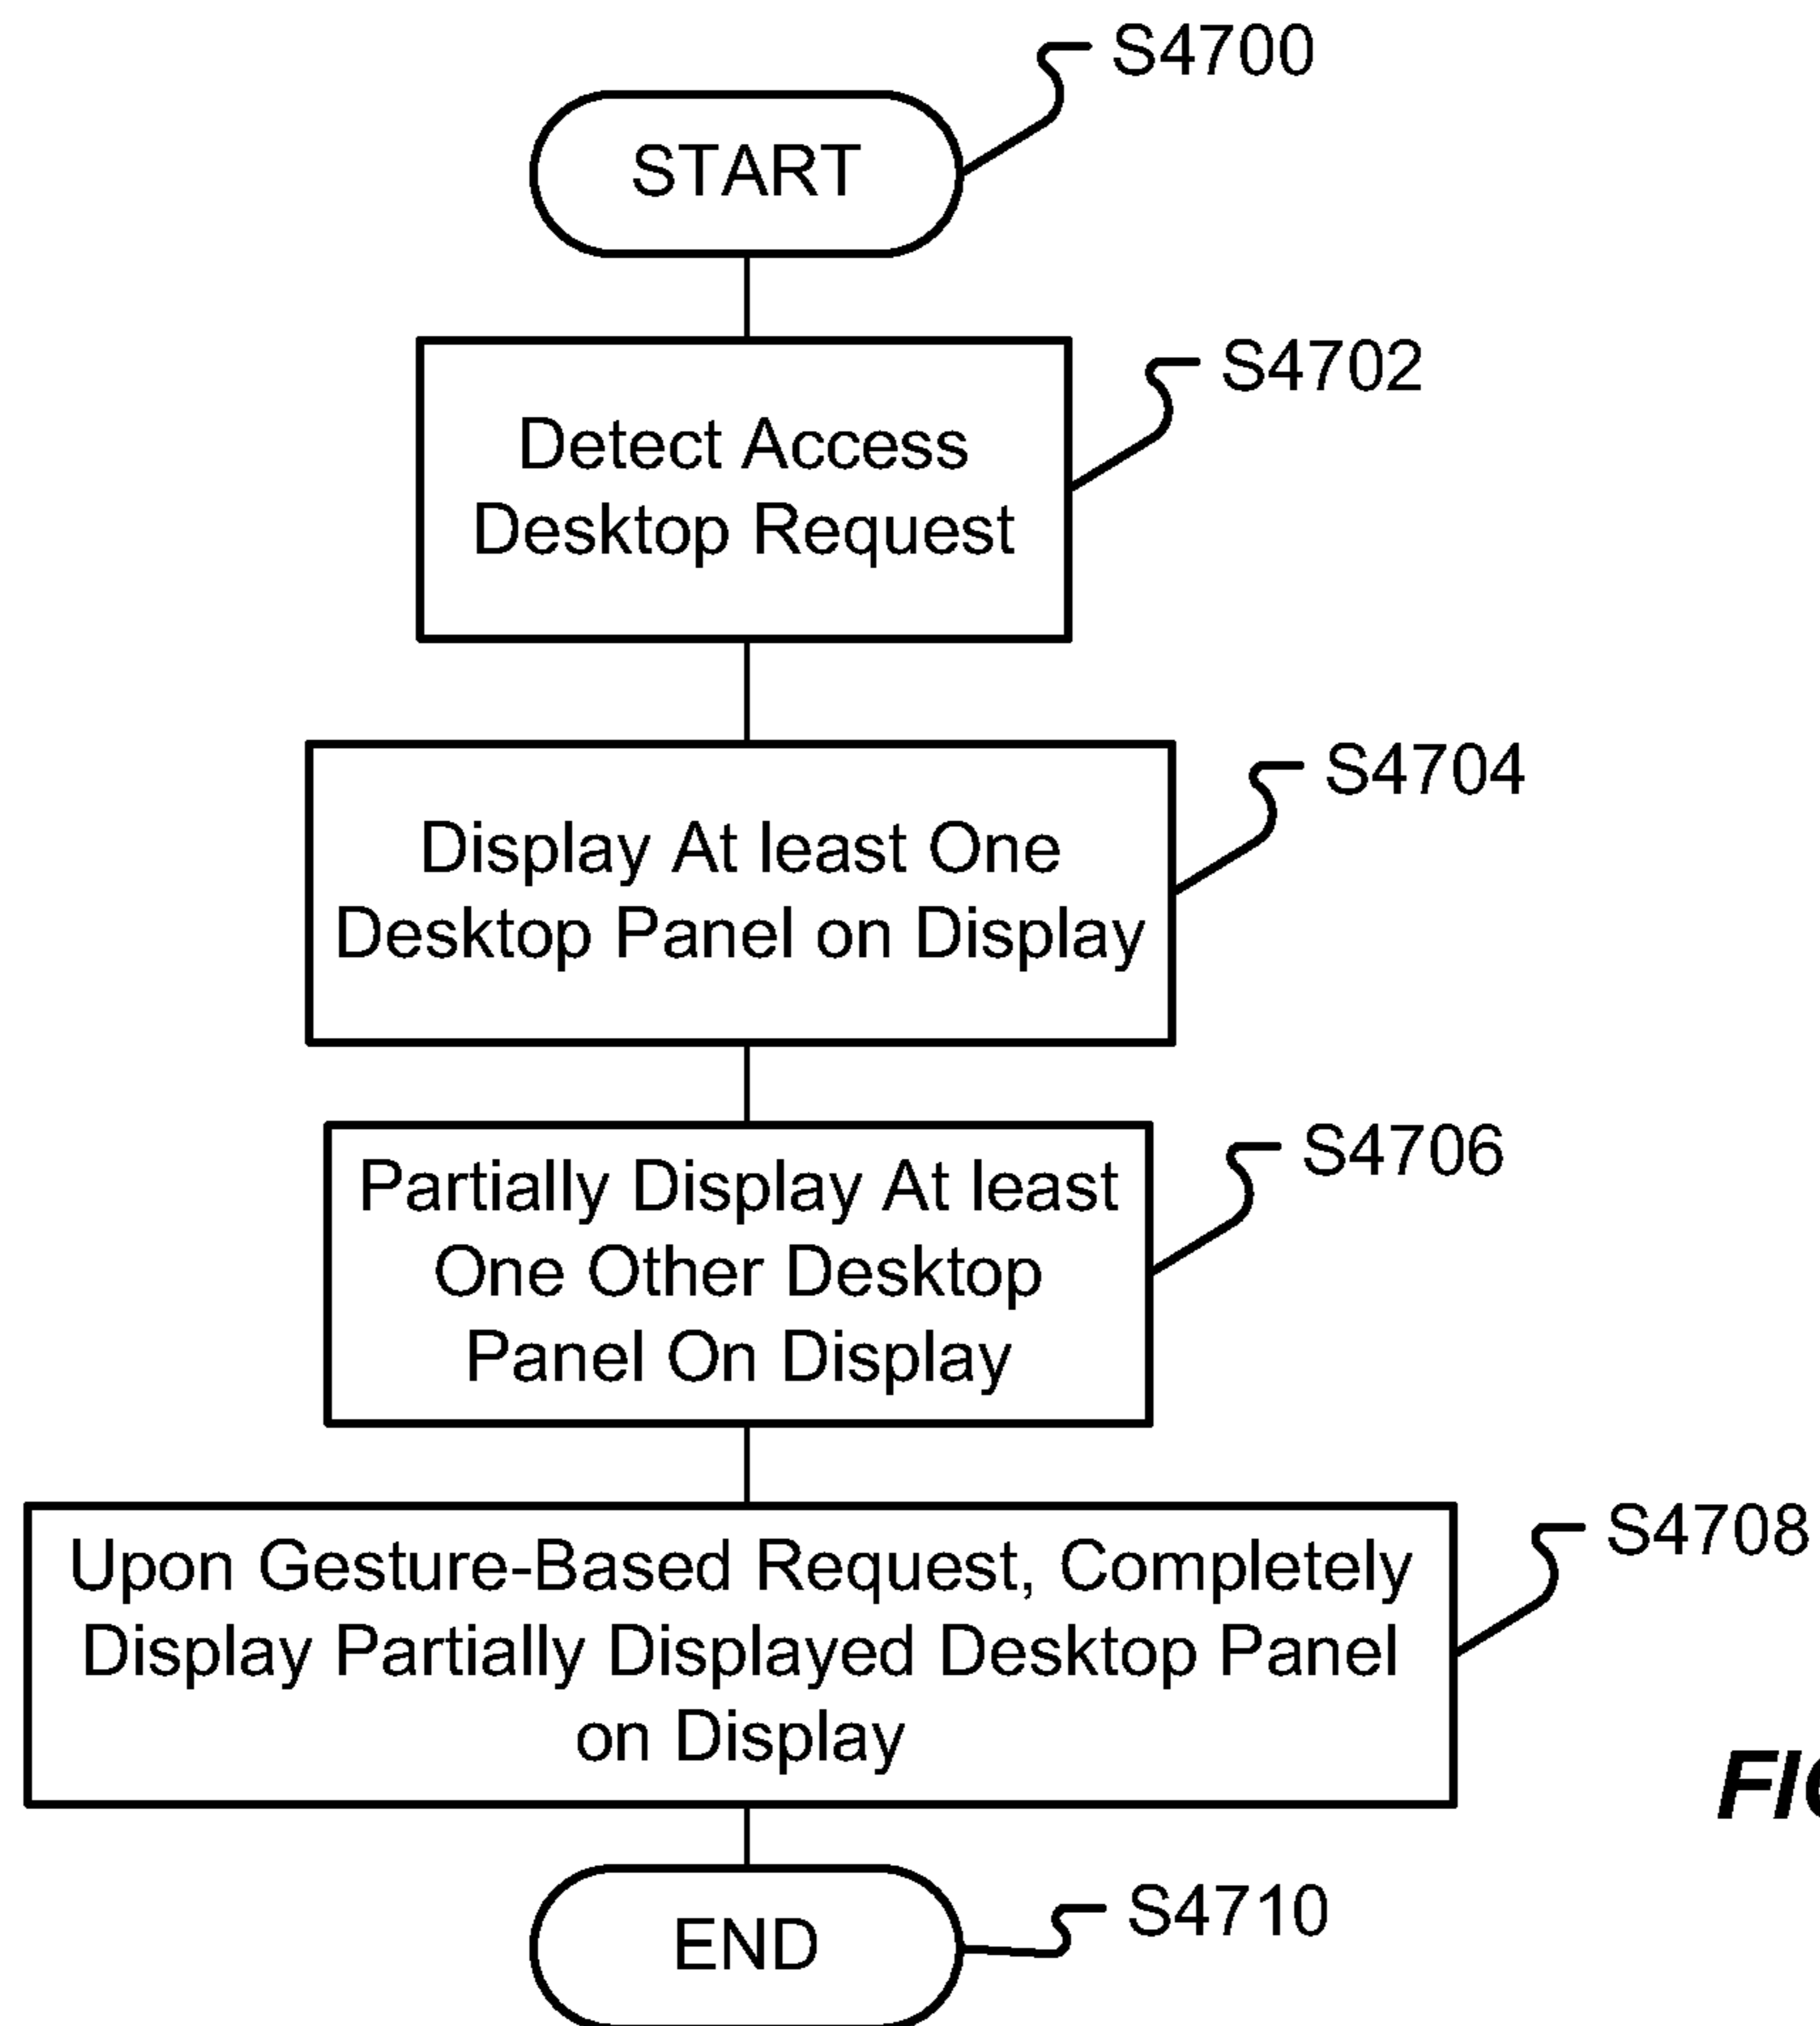 S4700
START
S4702
Detect Access
Desktop Request
S4704
Display At least One
Desktop Panel on Display
S4706
Partially Display At least
One Other Desktop
Panel On Display
S4708
Upon Gesture-Based Request, Completely
Display Partially Displayed Desktop Panel
on Display
END
S4710